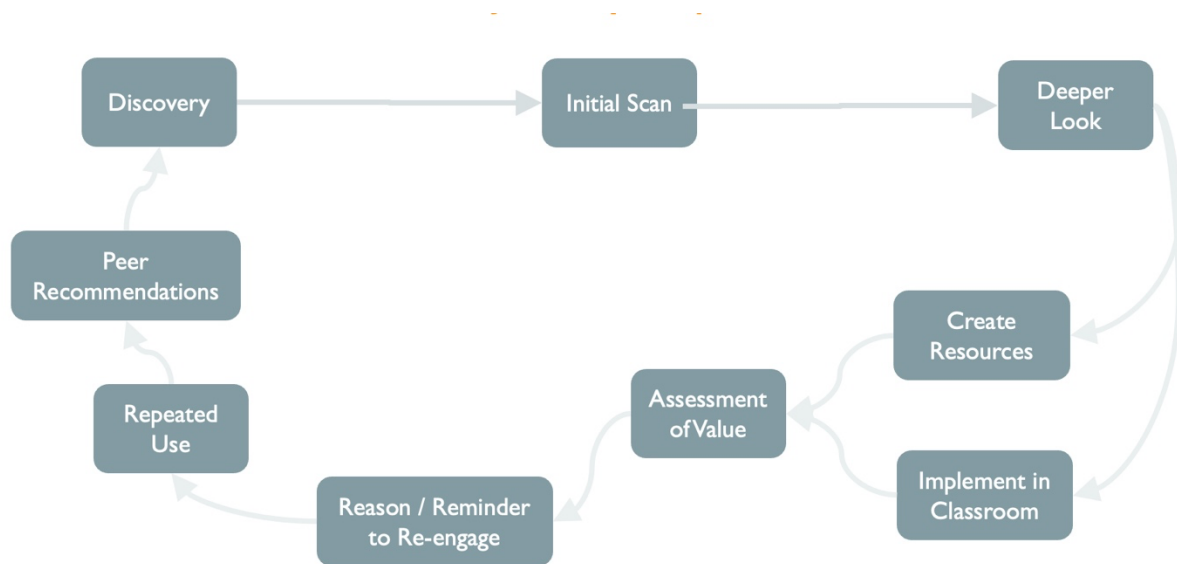 Discovery
Initial Scan
Deeper
Look
Peer
Recommendations
Create
Resources
Repeated
Use
Assessment
of Value
Implement in
Classroom
Reason / Reminder
to Re-engage